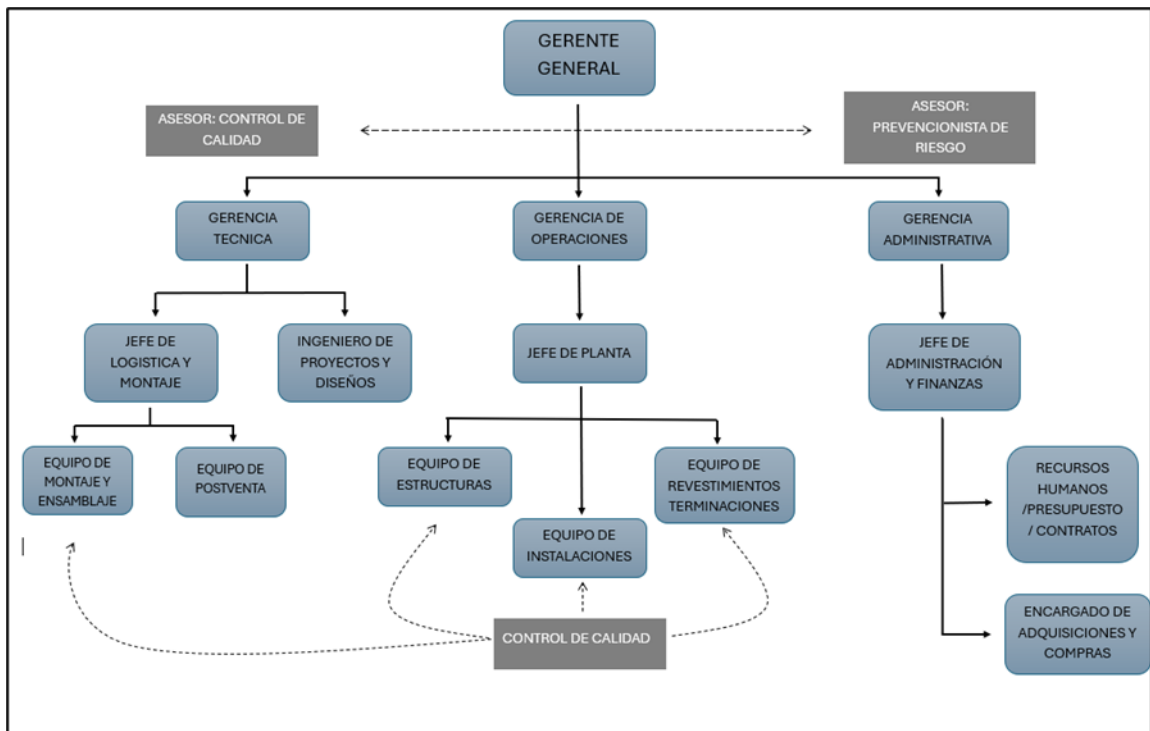 GERENTE
GENERAL
ASESOR: CONTROL DE
CALIDAD
ASESOR:
PREVENCIONISTA DE
RIESGO
GERENCIA
TECNICA
GERENCIA DE
OPERACIONES
GERENCIA
ADMINISTRATIVA
JEFE DE
LOGISTICA Y
MONTAJE
INGENIERO DE
PROYECTOS Y
DISEÑOS
JEFE DE PLANTA
JEFE DE
ADMINISTRACIÓN
Y FINANZAS
EQUIPO DE
MONTAJE Y
ENSAMBLAJE
EQUIPO DE
POSTVENTA
EQUIPO DE
ESTRUCTURAS
EQUIPO DE
INSTALACIONES
EQUIPO DE
REVESTIMIENTOS
TERMINACIONES
RECURSOS
HUMANOS
/PRESUPUESTO
/ CONTRATOS
CONTROL DE CALIDAD
ENCARGADO DE
ADQUISICIONES Y
COMPRAS